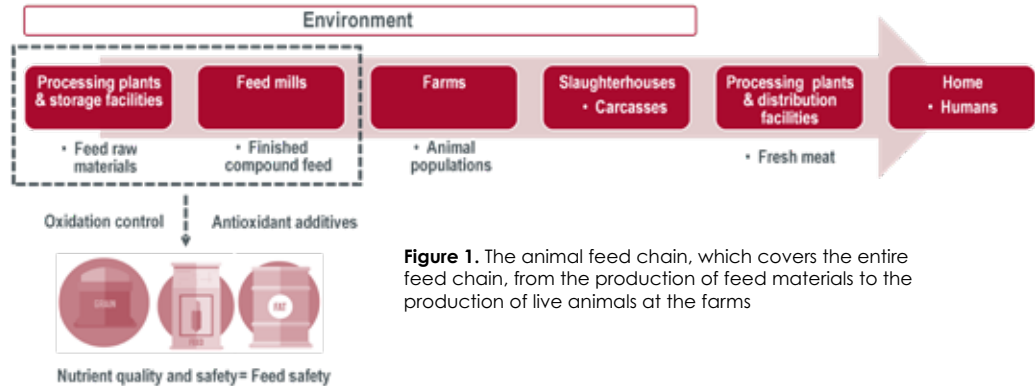 Environment
Processing plants
& storage facilities
Feed mills
Farms
Slaughterhouses
• Carcasses
Processing plants
& distribution
facilities
Home
• Humans
• Feed raw
materials
• Finished
compound feed
• Animal
populations
• Fresh meat
Oxidation control
Antioxidant additives
GRAIN
FEED
FAT
Figure 1. The animal feed chain, which covers the entire
feed chain, from the production of feed materials to the
production of live animals at the farms
Nutrient quality and safety= Feed safety